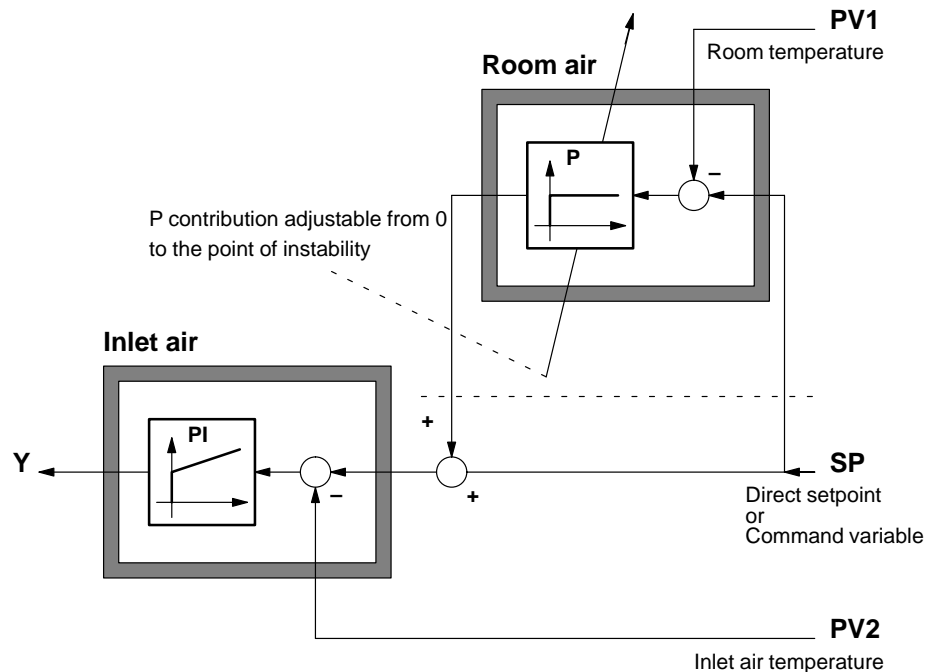 PV1
Room temperature
Room air
P
–
P contribution adjustable from 0
to the point of instability
Inlet air
PI
–
+
+
Y
SP
Direct setpoint
or
Command variable
PV2
Inlet air temperature